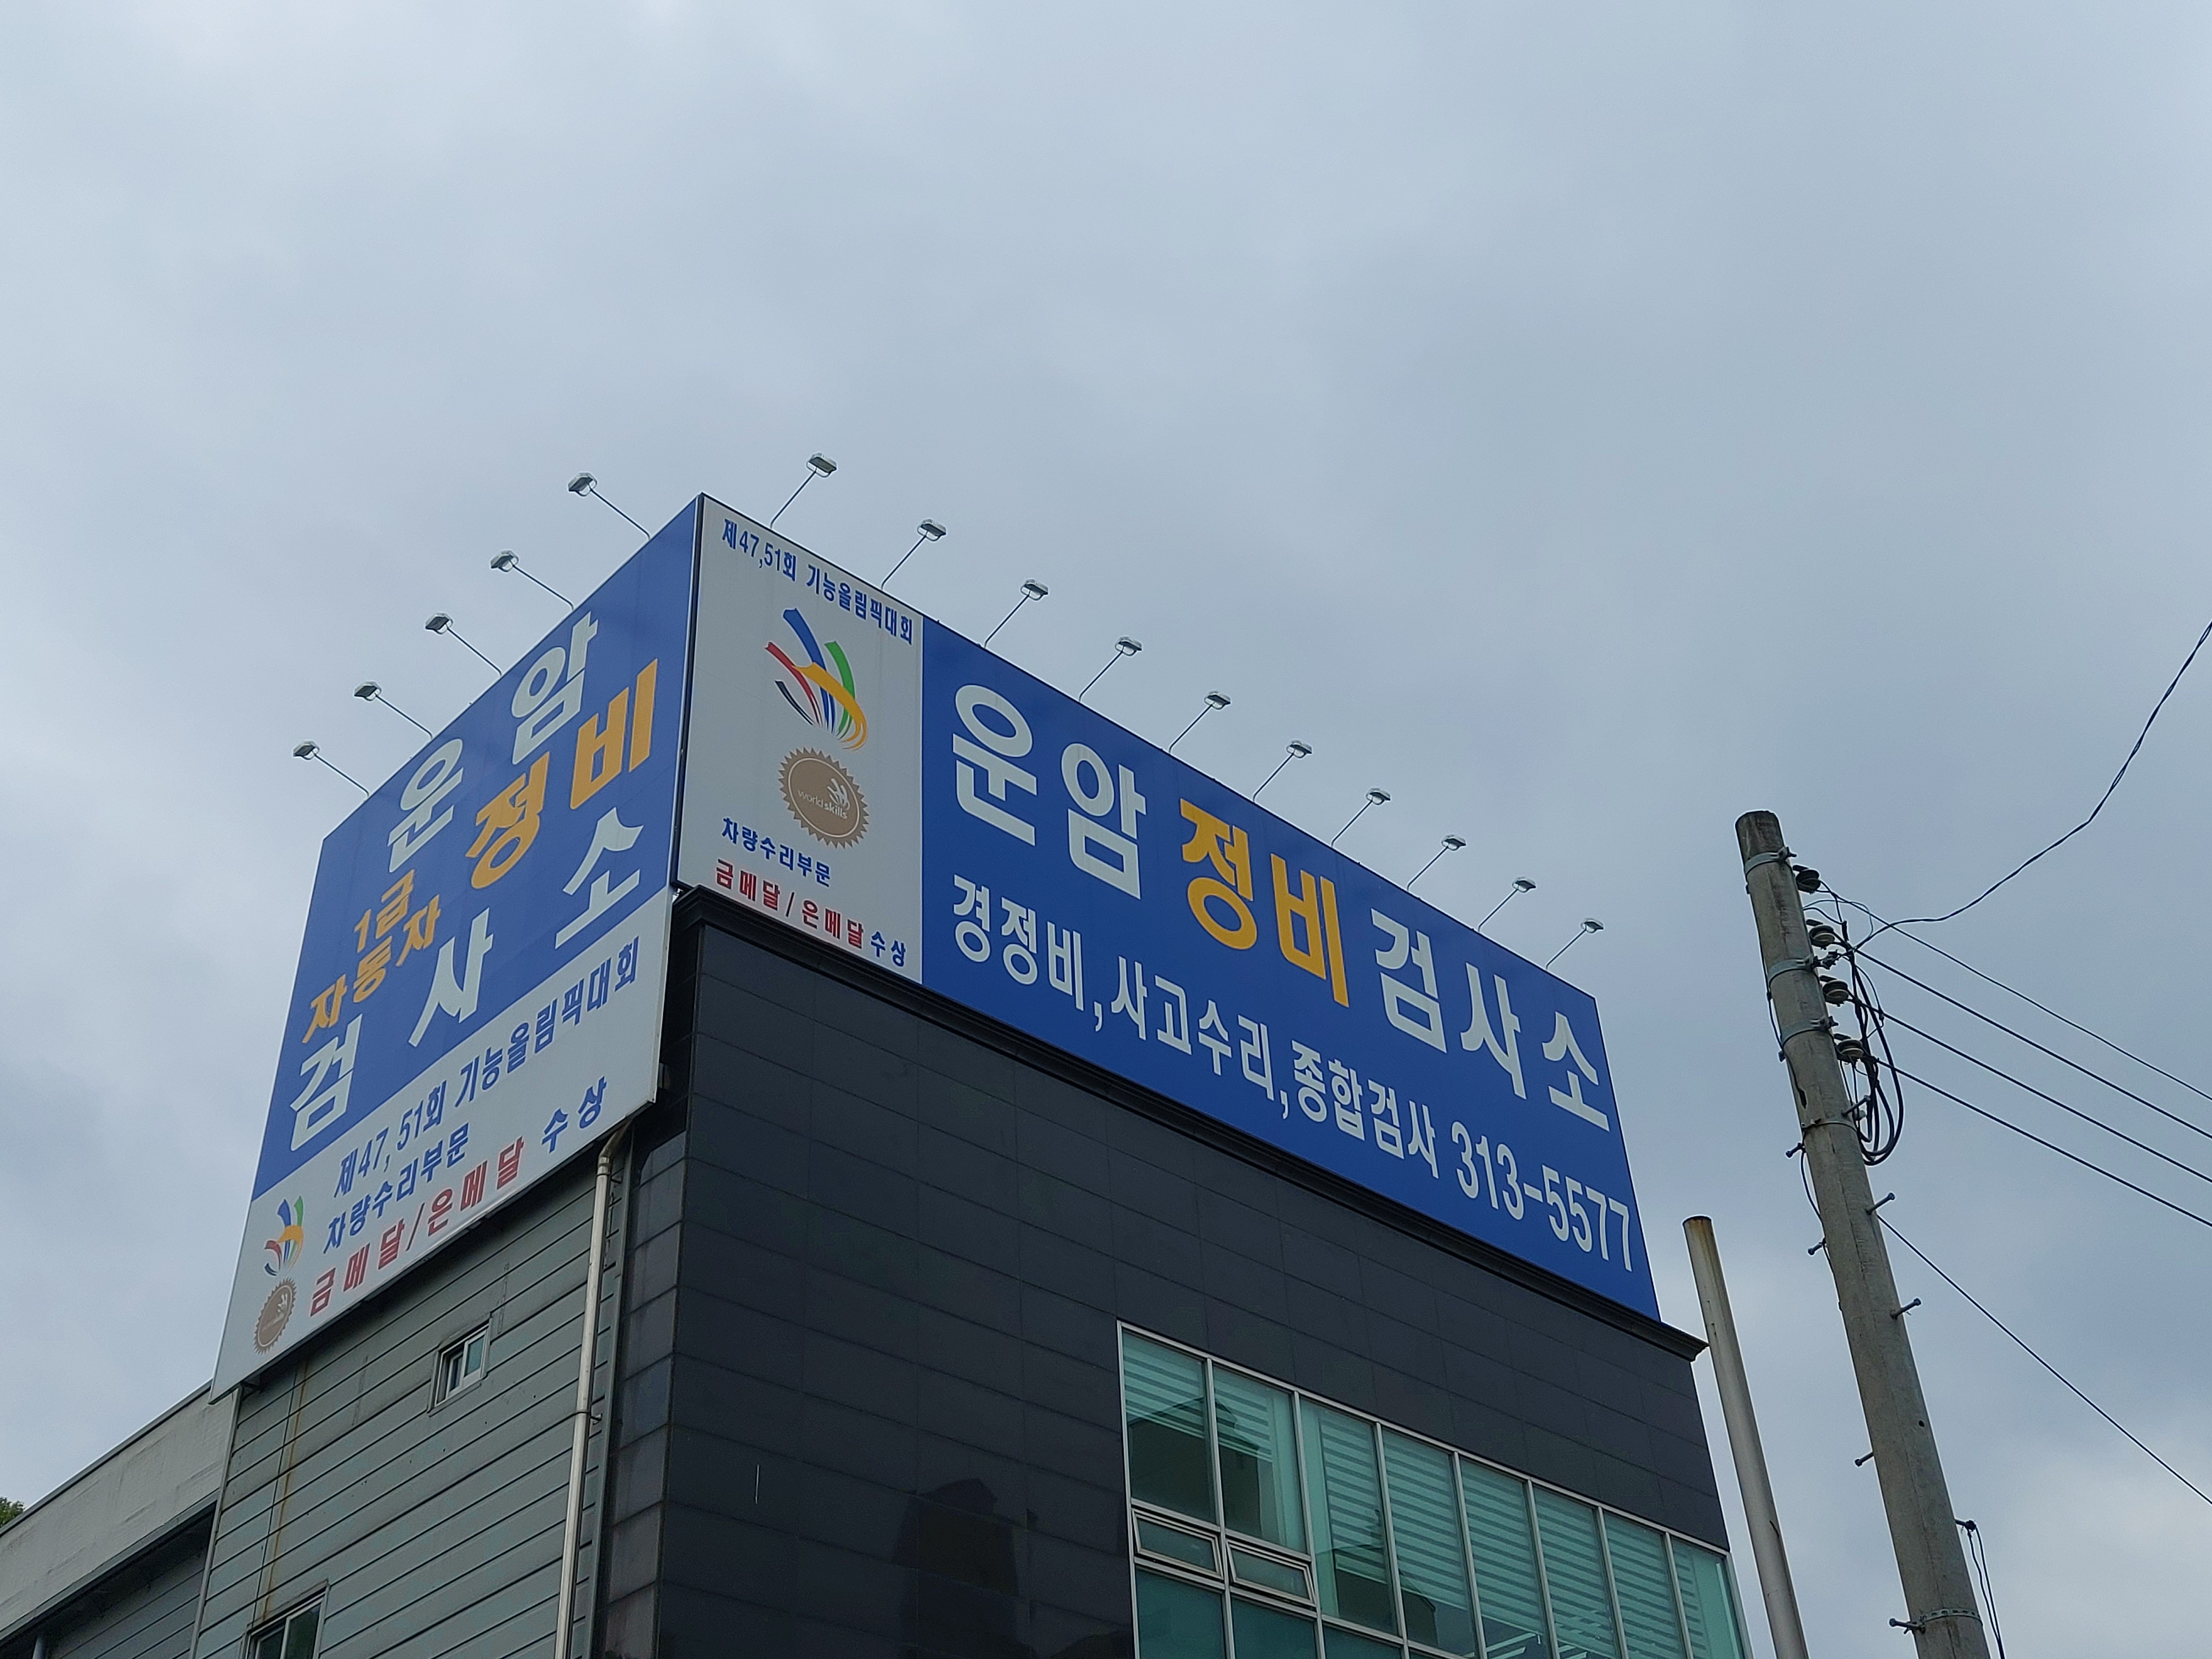 운암
1급
자동차
정비
검사소
제47, 51회 기능올림픽대회
차량수리부문
금메달/은메달 수상
제47,51회 기능올림픽대회
worldskills
차량수리부문
금메달/은메달 수상
운암 정비 검사소
경정비,사고수리,종합검사 313-5577